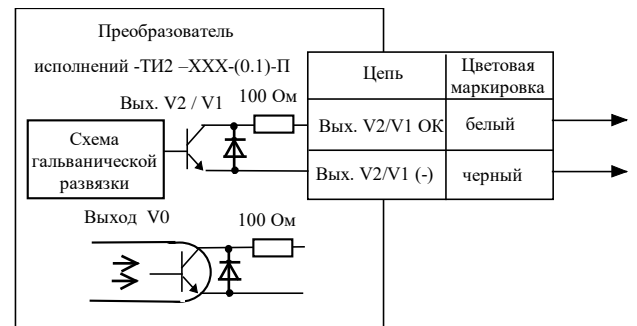 Преобразователь
исполнений -ТИ2 –ХХХ-(0.1)-П
Вых. V2 / V1
100 Ом
Схема
гальванической
развязки
Цепь
Цветовая
маркировка
Вых. V2/V1 ОК
белый
Вых. V2/V1 (-)
черный
Выход V0
100 Ом